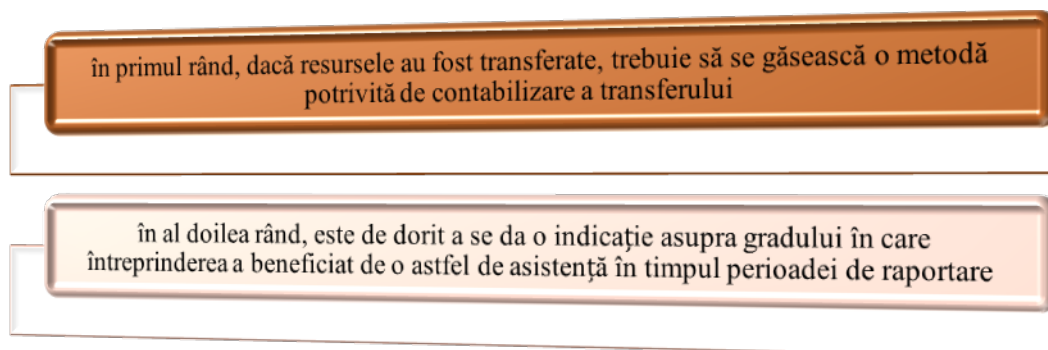 în primul rând, dacă resursele au fost transferate, trebuie să se găsească o metodă
potrivită de contabilizare a transferului
în al doilea rând, este de dorit a se da o indicație asupra gradului în care
întreprinderea a beneficiat de o astfel de asistență în timpul perioadei de raportare